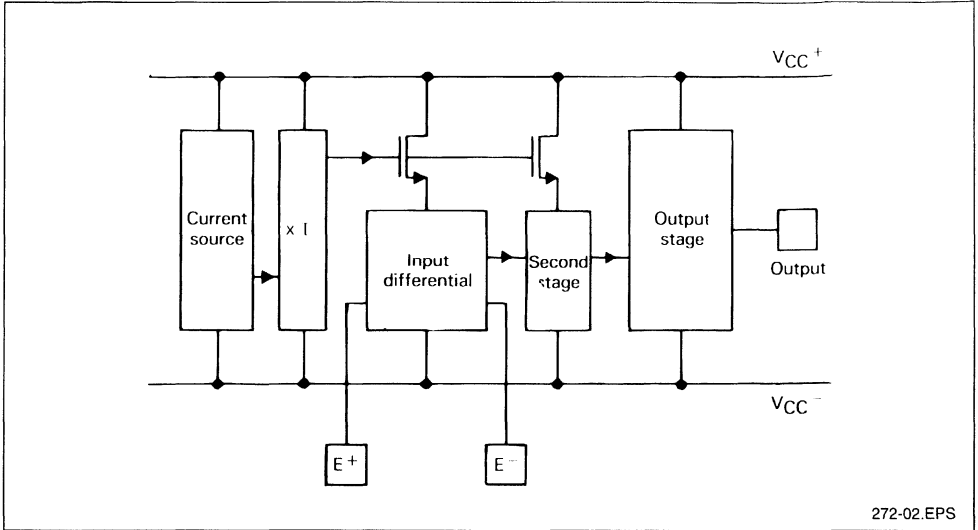 VCC+
Current
source
x I
Input
differential
Second
stage
Output
stage
Output
VCC-
E+
E-
272-02.EPS